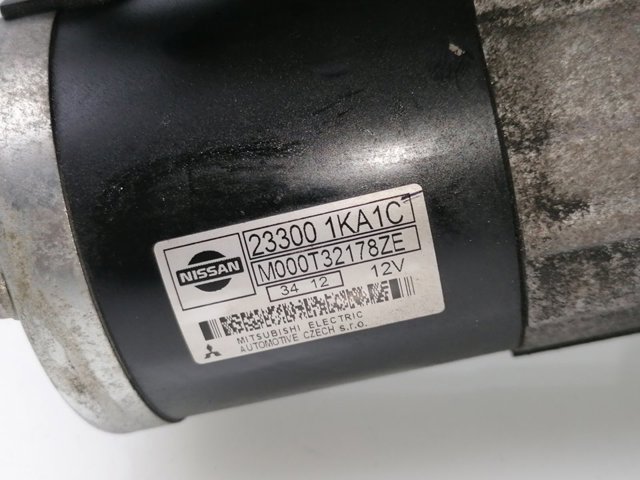 NISSAN
23300 1KA1C
M000T32178ZE
34 12 12V
MITSUBISHI ELECTRIC
AUTOMOTIVE CZECH s.r.o.